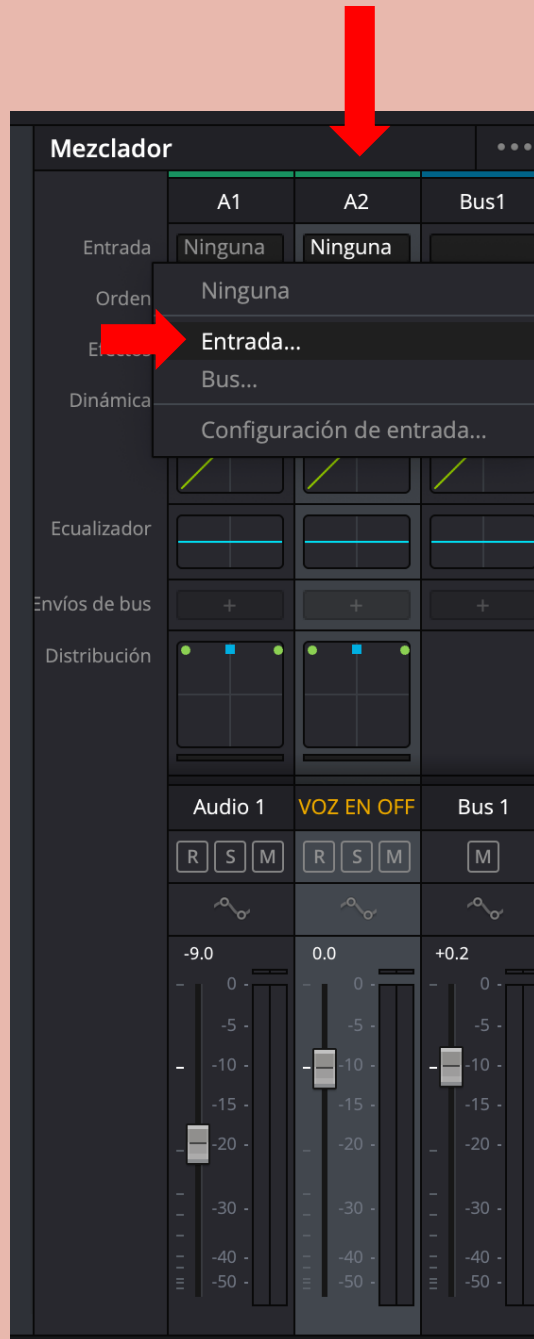 Mezclador
A1 A2 Bus1
Entrada Ninguna Ninguna
Orden Ninguna
Entrada...
Efectos
Bus...
Dinámica
Configuración de entrada...
Ecualizador
Envíos de bus + + +
Distribución
Audio 1 VOZ EN OFF Bus 1
R S M R S M M
-9.0 0.0 +0.2
0 - 0 - 0 -
-5 - -5 - -5 -
-10 - -10 - -10 -
-15 - -15 - -15 -
-20 - -20 -
-30 - -30 - -30 -
-40 - -40 - -40 -
-50 - -50 - -50 -